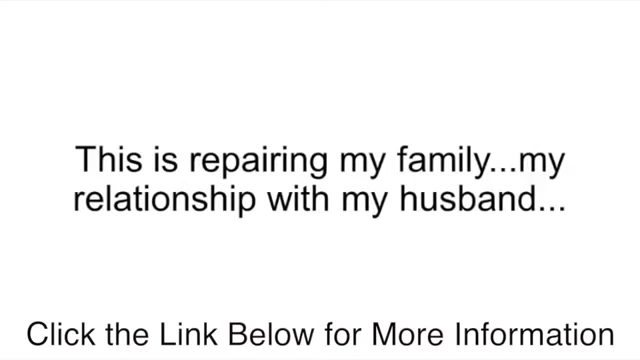 This is repairing my family...my
relationship with my husband...
Click the Link Below for More Information